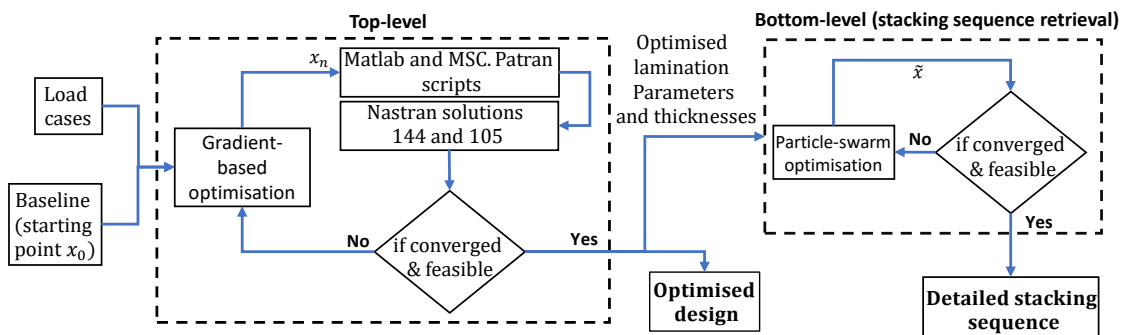 Top-level
Bottom-level (stacking sequence retrieval)
Load
cases
Baseline
(starting
point x₀)
Gradient-
based
optimisation
xₙ
Matlab and MSC. Patran
scripts
Nastran solutions
144 and 105
if converged
& feasible
No
Yes
Optimised
design
Optimised
lamination
Parameters
and thicknesses
Particle-swarm
optimisation
x̃
No
if converged
& feasible
Yes
Detailed stacking
sequence